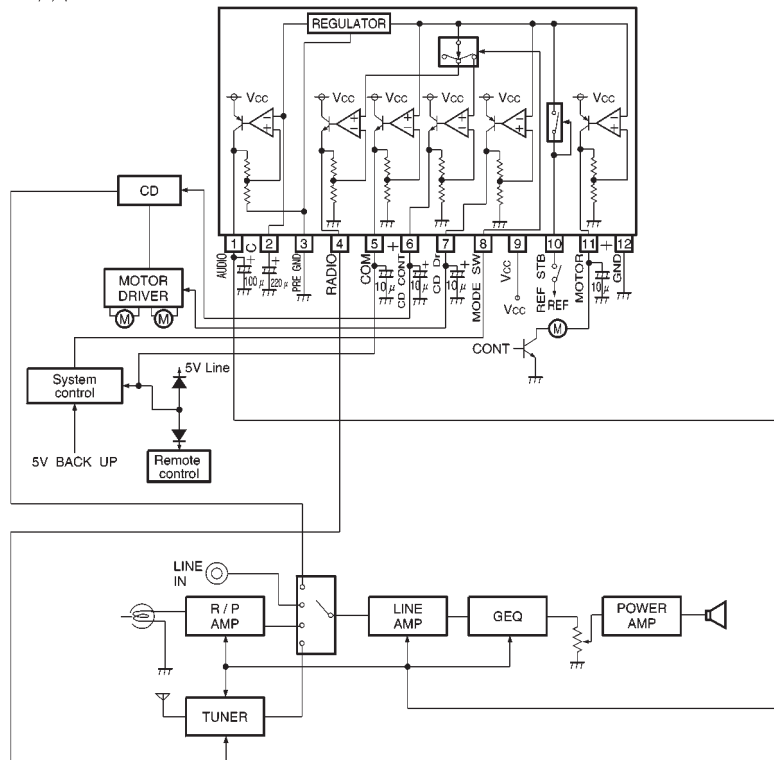 REGULATOR
Vcc Vcc Vcc Vcc Vcc Vcc
CD
1 2 3 4 5 6 7 8 9 10 11 12
AUDIO
C
PRE GND
RADIO
COM
CD CONT
CD Dr
MODE SW
Vcc
REF STB
MOTOR
GND
+
100μ
+
220μ
+
10μ
+
10μ
+
10μ
Vcc
REF
+
10μ
MOTOR
DRIVER
M M
M
CONT
5V Line
System
control
5V BACK UP
Remote
control
LINE
IN
R / P
AMP
LINE
AMP
GEQ
POWER
AMP
TUNER